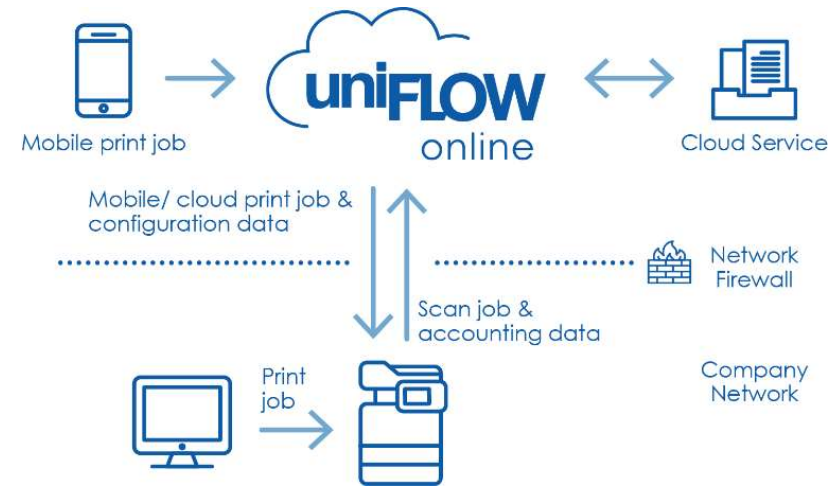 uniFLOW
online
Mobile print job
Cloud Service
Mobile/ cloud print job &
configuration data
Network
Firewall
Scan job &
accounting data
Company
Network
Print
job